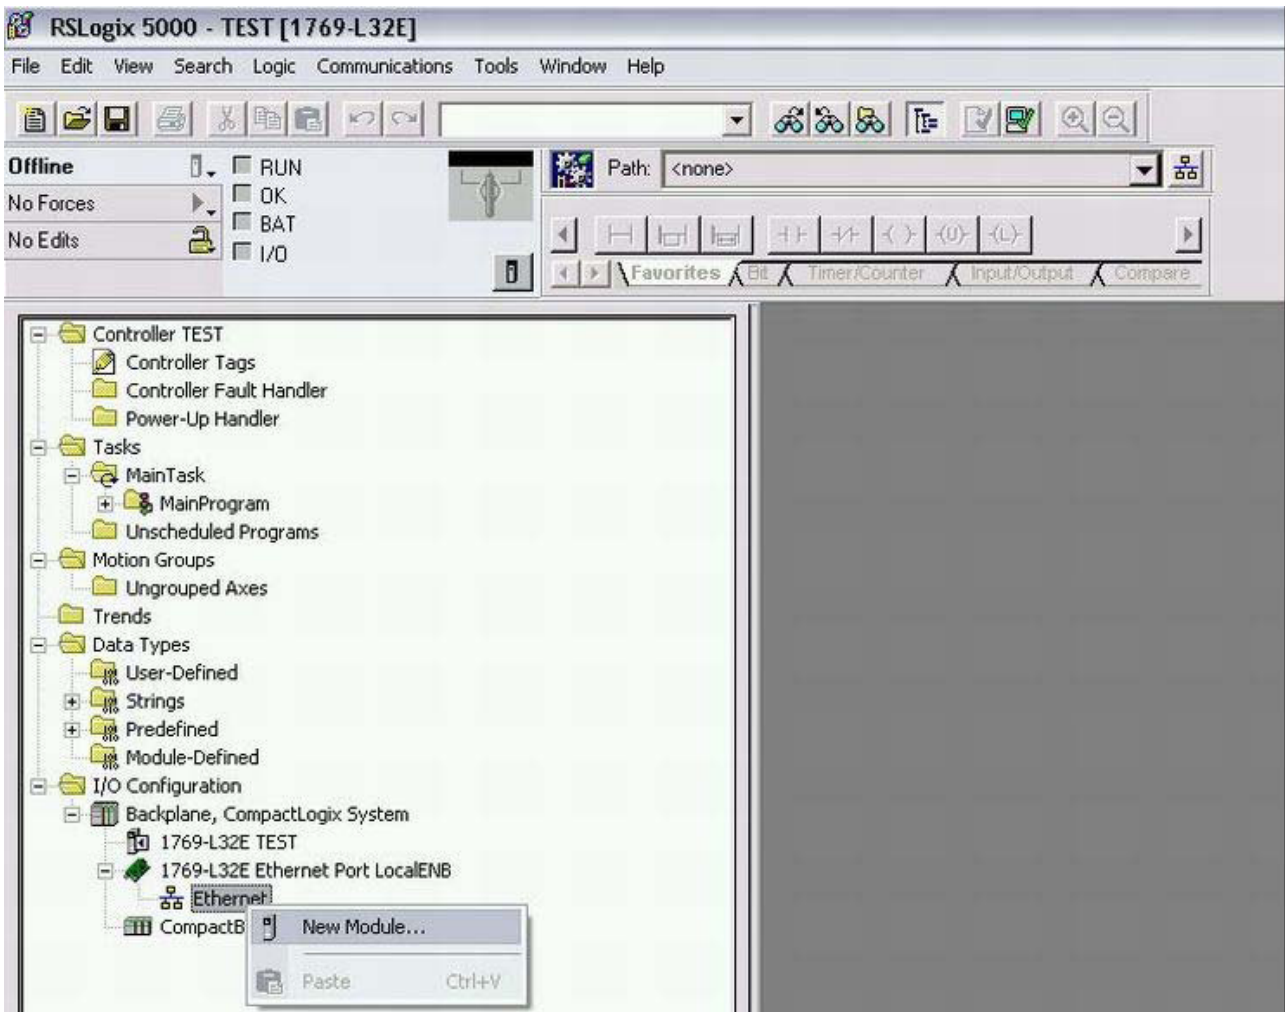 RSLogix 5000 - TEST [1769-L32E]
File Edit View Search Logic Communications Tools Window Help
Offline
RUN
Path: <none>
No Forces
OK
BAT
No Edits
I/O
Favorites Bit Timer/Counter Input/Output Compare
Controller TEST
Controller Tags
Controller Fault Handler
Power-Up Handler
Tasks
MainTask
MainProgram
Unscheduled Programs
Motion Groups
Ungrouped Axes
Trends
Data Types
User-Defined
Strings
Predefined
Module-Defined
I/O Configuration
Backplane, CompactLogix System
1769-L32E TEST
1769-L32E Ethernet Port LocalENB
Ethernet
CompactB
New Module...
Paste Ctrl+V